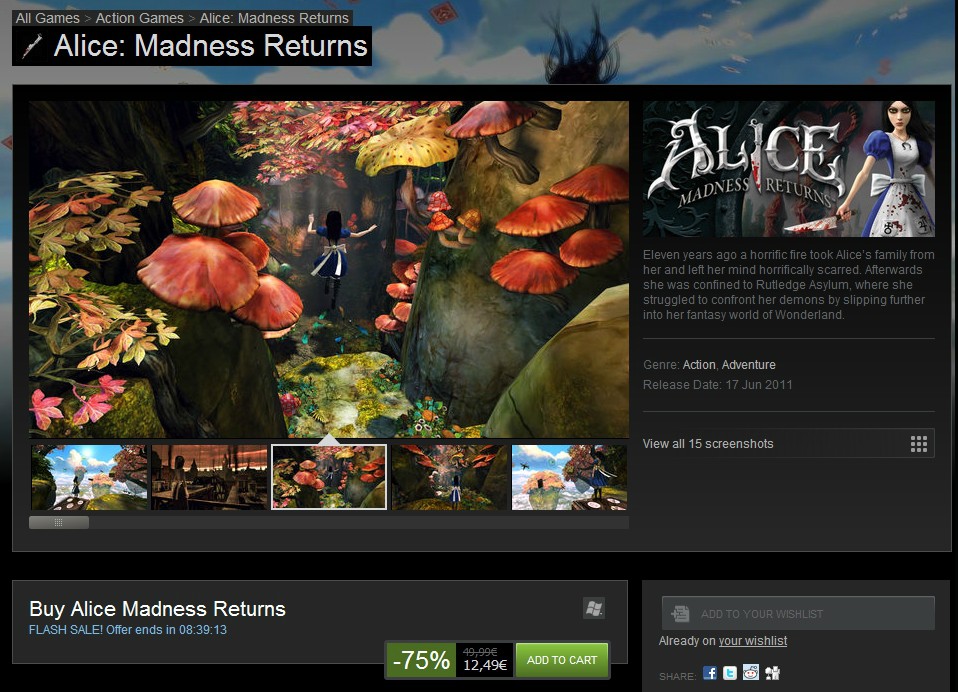 All Games > Action Games > Alice: Madness Returns
Alice: Madness Returns
ALICE
MADNESS RETURNS
Eleven years ago a horrific fire took Alice's family from
her and left her mind horrifically scarred. Afterwards
she was confined to Rutledge Asylum, where she
struggled to confront her demons by slipping further
into her fantasy world of Wonderland.
Genre: Action, Adventure
Release Date: 17 Jun 2011
View all 15 screenshots
Buy Alice Madness Returns
FLASH SALE! Offer ends in 08:39:13
-75%
49,99€
12,49€
ADD TO CART
ADD TO YOUR WISHLIST
Already on your wishlist
SHARE: